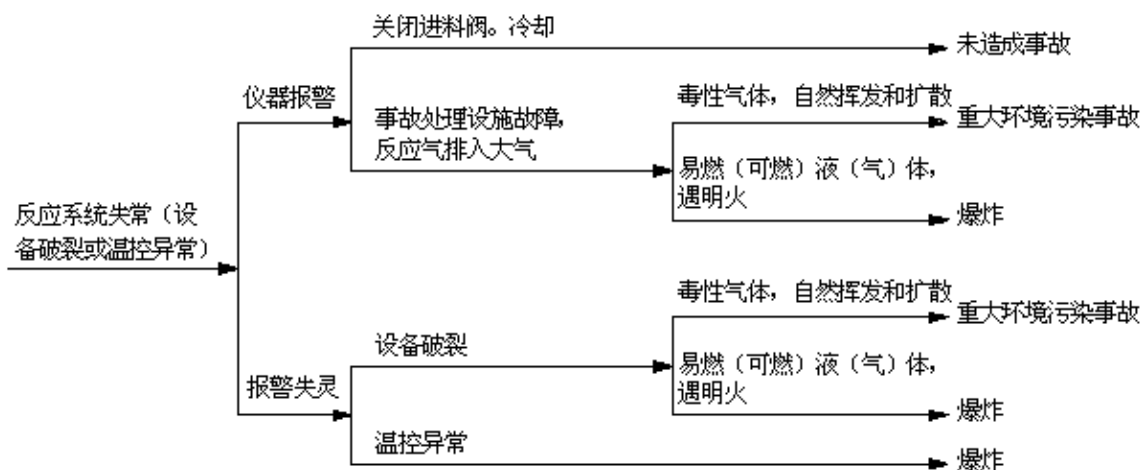 关闭进料阀。冷却
未造成事故
仪器报警
毒性气体，自然挥发和扩散
事故处理设施故障，
重大环境污染事故
反应气排入大气
易燃（可燃）液（气）体，
遇明火
爆炸
反应系统失常（设
备破裂或温控异常）
毒性气体，自然挥发和扩散
重大环境污染事故
设备破裂
易燃（可燃）液（气）体，
遇明火
报警失灵
爆炸
温控异常
爆炸